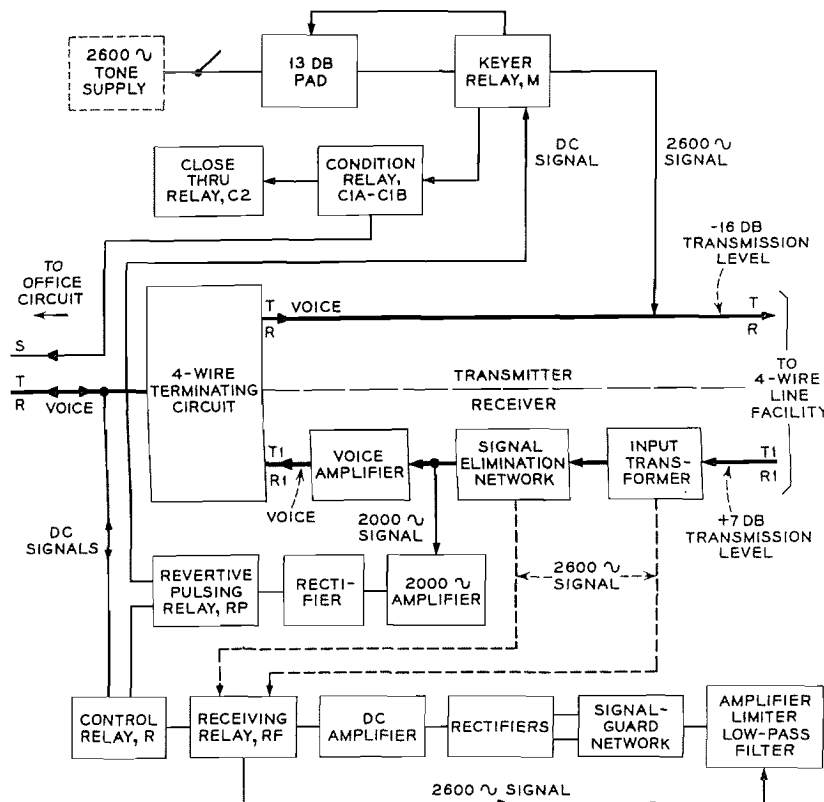 2600 ∿
TONE
SUPPLY
13 DB
PAD
KEYER
RELAY, M
CLOSE
THRU
RELAY, C2
CONDITION
RELAY,
C1A-C1B
DC
SIGNAL
2600 ∿
SIGNAL
-16 DB
TRANSMISSION
LEVEL
TO
OFFICE
CIRCUIT
S
T
R
VOICE
4-WIRE
TERMINATING
CIRCUIT
T
R
VOICE
T
R
TRANSMITTER
RECEIVER
TO
4-WIRE
LINE
FACILITY
T1
R1
VOICE
VOICE
AMPLIFIER
SIGNAL
ELIMINATION
NETWORK
INPUT
TRANS-
FORMER
T1
R1
+7 DB
TRANSMISSION
LEVEL
DC
SIGNALS
2000 ∿
SIGNAL
REVERTIVE
PULSING
RELAY, RP
RECTI-
FIER
2000 ∿
AMPLIFIER
2600 ∿
SIGNAL
CONTROL
RELAY, R
RECEIVING
RELAY, RF
DC
AMPLIFIER
RECTIFIERS
SIGNAL-
GUARD
NETWORK
AMPLIFIER
LIMITER
LOW-PASS
FILTER
2600 ∿ SIGNAL